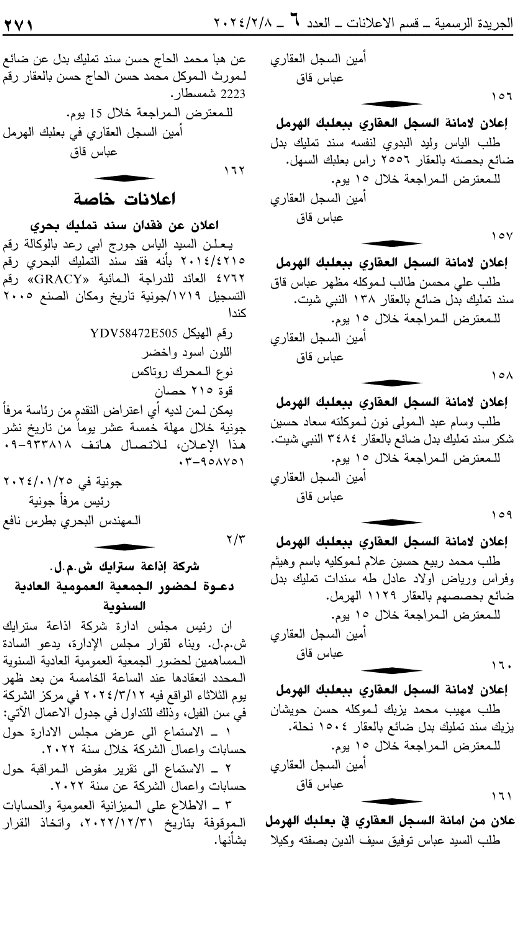 الجريدة الرسمية ــ قسم الاعلانات ــ العدد ٦ ــ ٢٠٢٤/٢/٨
٢٧١
أمين السجل العقاري
عباس قاق
١٥٦
إعلان لامانة السجل العقاري ببعلبك الهرمل
طلب الياس وليد البدوي لنفسه سند تمليك بدل
ضائع بحصته بالعقار ٢٥٥٦ راس بعلبك السهل.
للمعترض المراجعة خلال ١٥ يوم.
أمين السجل العقاري
عباس قاق
١٥٧
إعلان لامانة السجل العقاري ببعلبك الهرمل
طلب علي محسن طالب لموكله مظهر عباس قاق
سند تمليك بدل ضائع بالعقار ١٣٨ النبي شيت.
للمعترض المراجعة خلال ١٥ يوم.
أمين السجل العقاري
عباس قاق
١٥٨
إعلان لامانة السجل العقاري ببعلبك الهرمل
طلب وسام عبد المولى نون لموكلته سعاد حسين
شكر سند تمليك بدل ضائع بالعقار ٣٤٨٤ النبي شيت.
للمعترض المراجعة خلال ١٥ يوم.
أمين السجل العقاري
عباس قاق
١٥٩
إعلان لامانة السجل العقاري ببعلبك الهرمل
طلب محمد ربيع حسين علام لموكليه باسم وهيثم
وفراس ورياض اولاد عادل طه سندات تمليك بدل
ضائع بحصصهم بالعقار ١١٢٩ الهرمل.
للمعترض المراجعة خلال ١٥ يوم.
أمين السجل العقاري
عباس قاق
١٦٠
إعلان لامانة السجل العقاري ببعلبك الهرمل
طلب مهيب محمد يزبك لموكله حسن حويشان
يزبك سند تمليك بدل ضائع بالعقار ١٥٠٤ نحلة.
للمعترض المراجعة خلال ١٥ يوم.
أمين السجل العقاري
عباس قاق
١٦١
علان من امانة السجل العقاري في بعلبك الهرمل
طلب السيد عباس توفيق سيف الدين بصفته وكيلا
عن هبا محمد الحاج حسن سند تمليك بدل عن ضائع
لمورث الموكل محمد حسن الحاج حسن بالعقار رقم
2223 شمسطار.
للمعترض المراجعة خلال 15 يوم.
أمين السجل العقاري في بعلبك الهرمل
عباس قاق
١٦٢
اعلانات خاصة
اعلان عن فقدان سند تمليك بحري
يعلن السيد الياس جورج ابي رعد بالوكالة رقم
٢٠١٤/٤٢١٥ بأنه فقد سند التمليك البحري رقم
٤٧٦٢ العائد للدراجة المائية «GRACY» رقم
التسجيل ١٧١٩/جونية تاريخ ومكان الصنع ٢٠٠٥
كندا
رقم الهيكل YDV58472E505
اللون اسود واخضر
نوع المحرك روتاكس
قوة ٢١٥ حصان
يمكن لمن لديه أي اعتراض التقدم من رئاسة مرفأ
جونية خلال مهلة خمسة عشر يوماً من تاريخ نشر
هذا الإعلان، للاتصال هاتف ٩٣٣٨١٨–٠٩
٩٥٨٧٥١–٠٣
جونية في ٢٠٢٤/٠١/٢٥
رئيس مرفأ جونية
المهندس البحري بطرس نافع
٢/٣
شركة إذاعة سترايك ش.م.ل.
دعوة لحضور الجمعية العمومية العادية
السنوية
ان رئيس مجلس ادارة شركة اذاعة سترايك
ش.م.ل. وبناء لقرار مجلس الإدارة، يدعو السادة
المساهمين لحضور الجمعية العمومية العادية السنوية
المحدد انعقادها عند الساعة الخامسة من بعد ظهر
يوم الثلاثاء الواقع فيه ٢٠٢٤/٣/١٢ في مركز الشركة
في سن الفيل، وذلك للتداول في جدول الاعمال الآتي:
١ ــ الاستماع الى عرض مجلس الادارة حول
حسابات واعمال الشركة خلال سنة ٢٠٢٢.
٢ ــ الاستماع الى تقرير مفوض المراقبة حول
حسابات واعمال الشركة عن سنة ٢٠٢٢.
٣ ــ الاطلاع على الميزانية العمومية والحسابات
الموقوفة بتاريخ ٢٠٢٢/١٢/٣١، واتخاذ القرار
بشأنها.